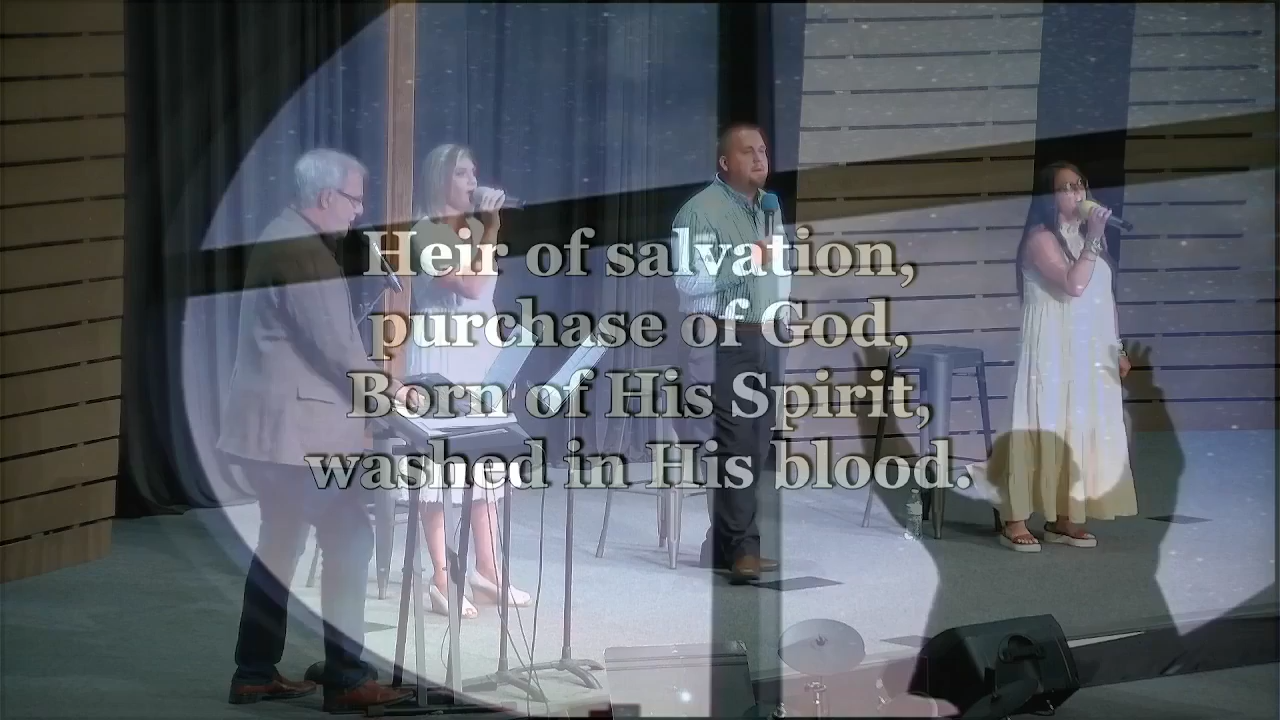 Heir of salvation,
purchase of God,
Born of His Spirit,
washed in His blood.